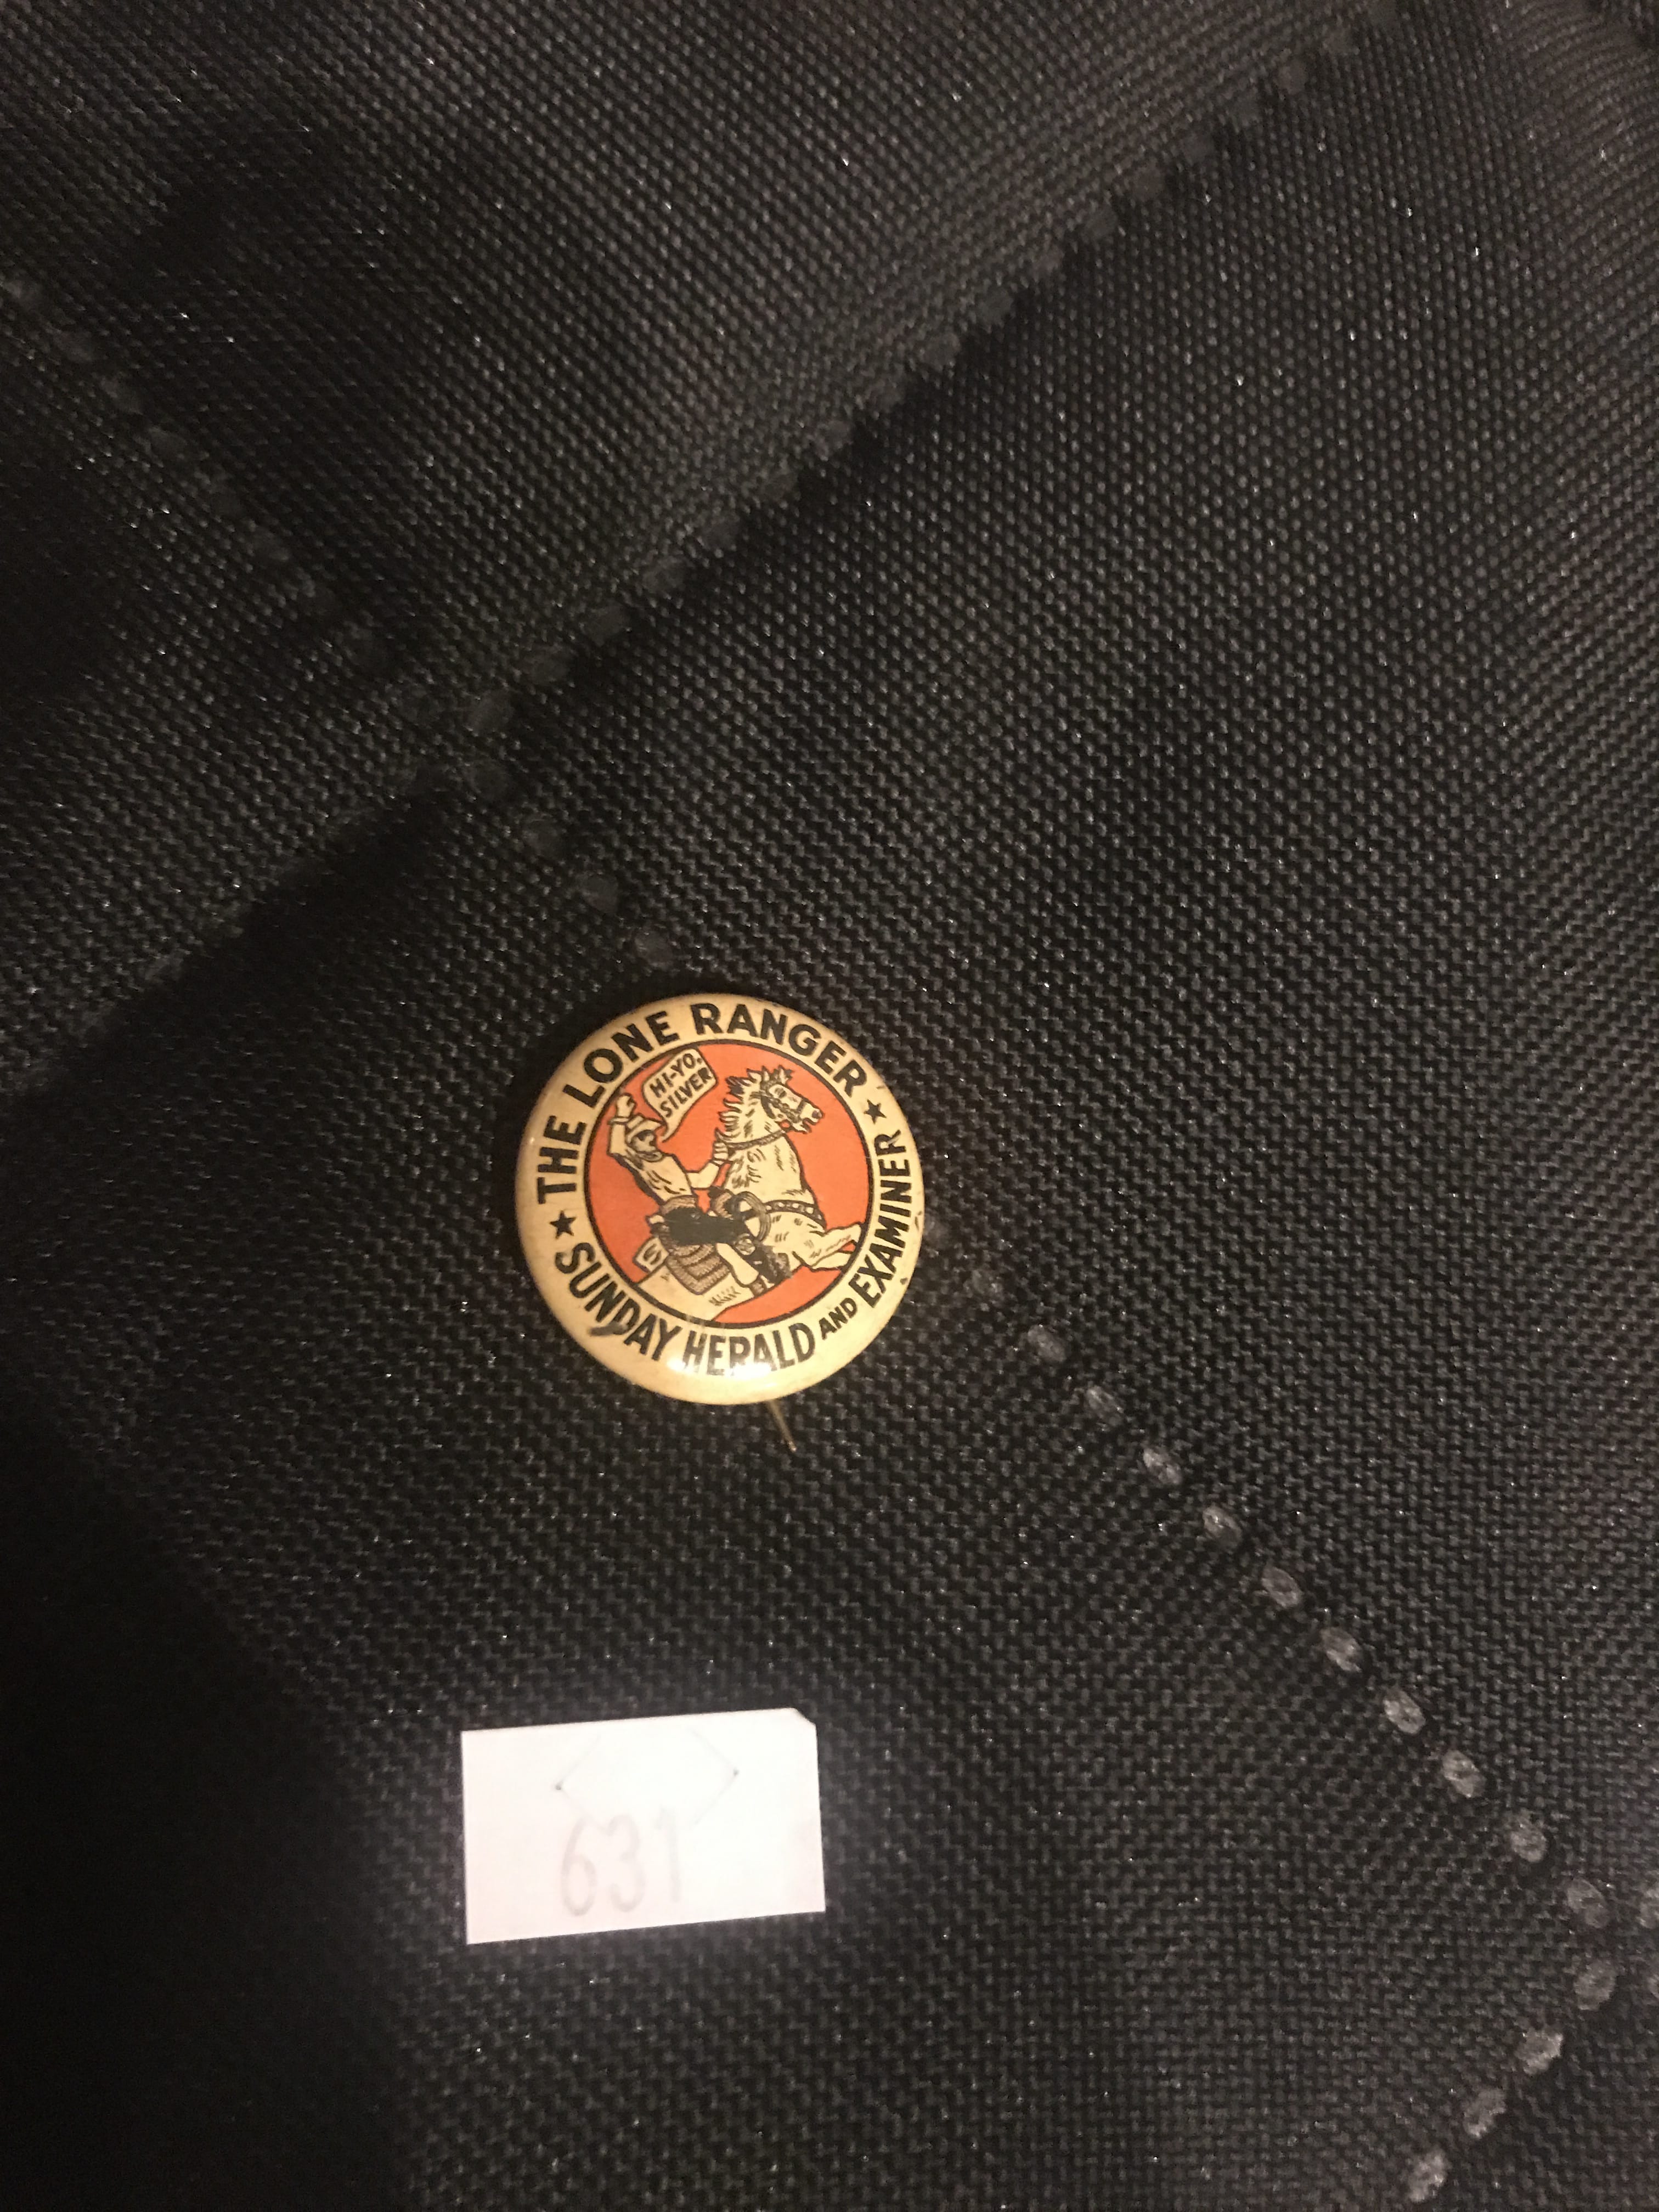 THE LONE RANGER
HI-YO,
SILVER
SUNDAY HERALD AND EXAMINER
631